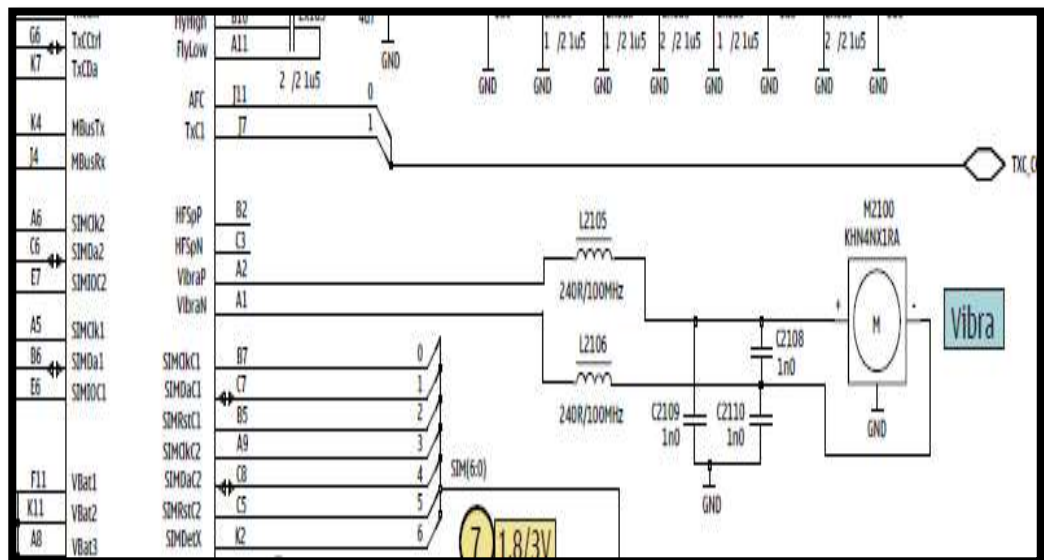 G6 TxCCtrl
K7 TxCDa
K4 MBusTx
J4 MBusRx
A6 SIMClk2
C6 SIMDa2
E7 SIMIOC2
A5 SIMClk1
B6 SIMDa1
E6 SIMIOC1
F11 VBat1
K11 VBat2
A8 VBat3
FlyHigh B10
FlyLow A11
2 /2 1u5
GND
AFC J11 0
TxC1 J7 1
1 /2 1u5
1 /2 1u5
2 /2 1u5
1 /2 1u5
2 /2 1u5
GND
GND
GND
GND
GND
GND
GND
GND
HFSpP B2
HFSpN C3
VibraP A2
VibraN A1
SIMClkC1 B7 0
SIMDaC1 C7 1
SIMRstC1 B5 2
SIMClkC2 A9 3
SIMDaC2 C8 4
SIMRstC2 C5 5
SIMDetX K2 6
SIM(6:0)
7
1.8/3V
L2105
240R/100MHz
L2106
240R/100MHz
C2108
1n0
C2109
1n0
C2110
1n0
GND
M2100
KHN4NX1RA
+ M -
GND
Vibra